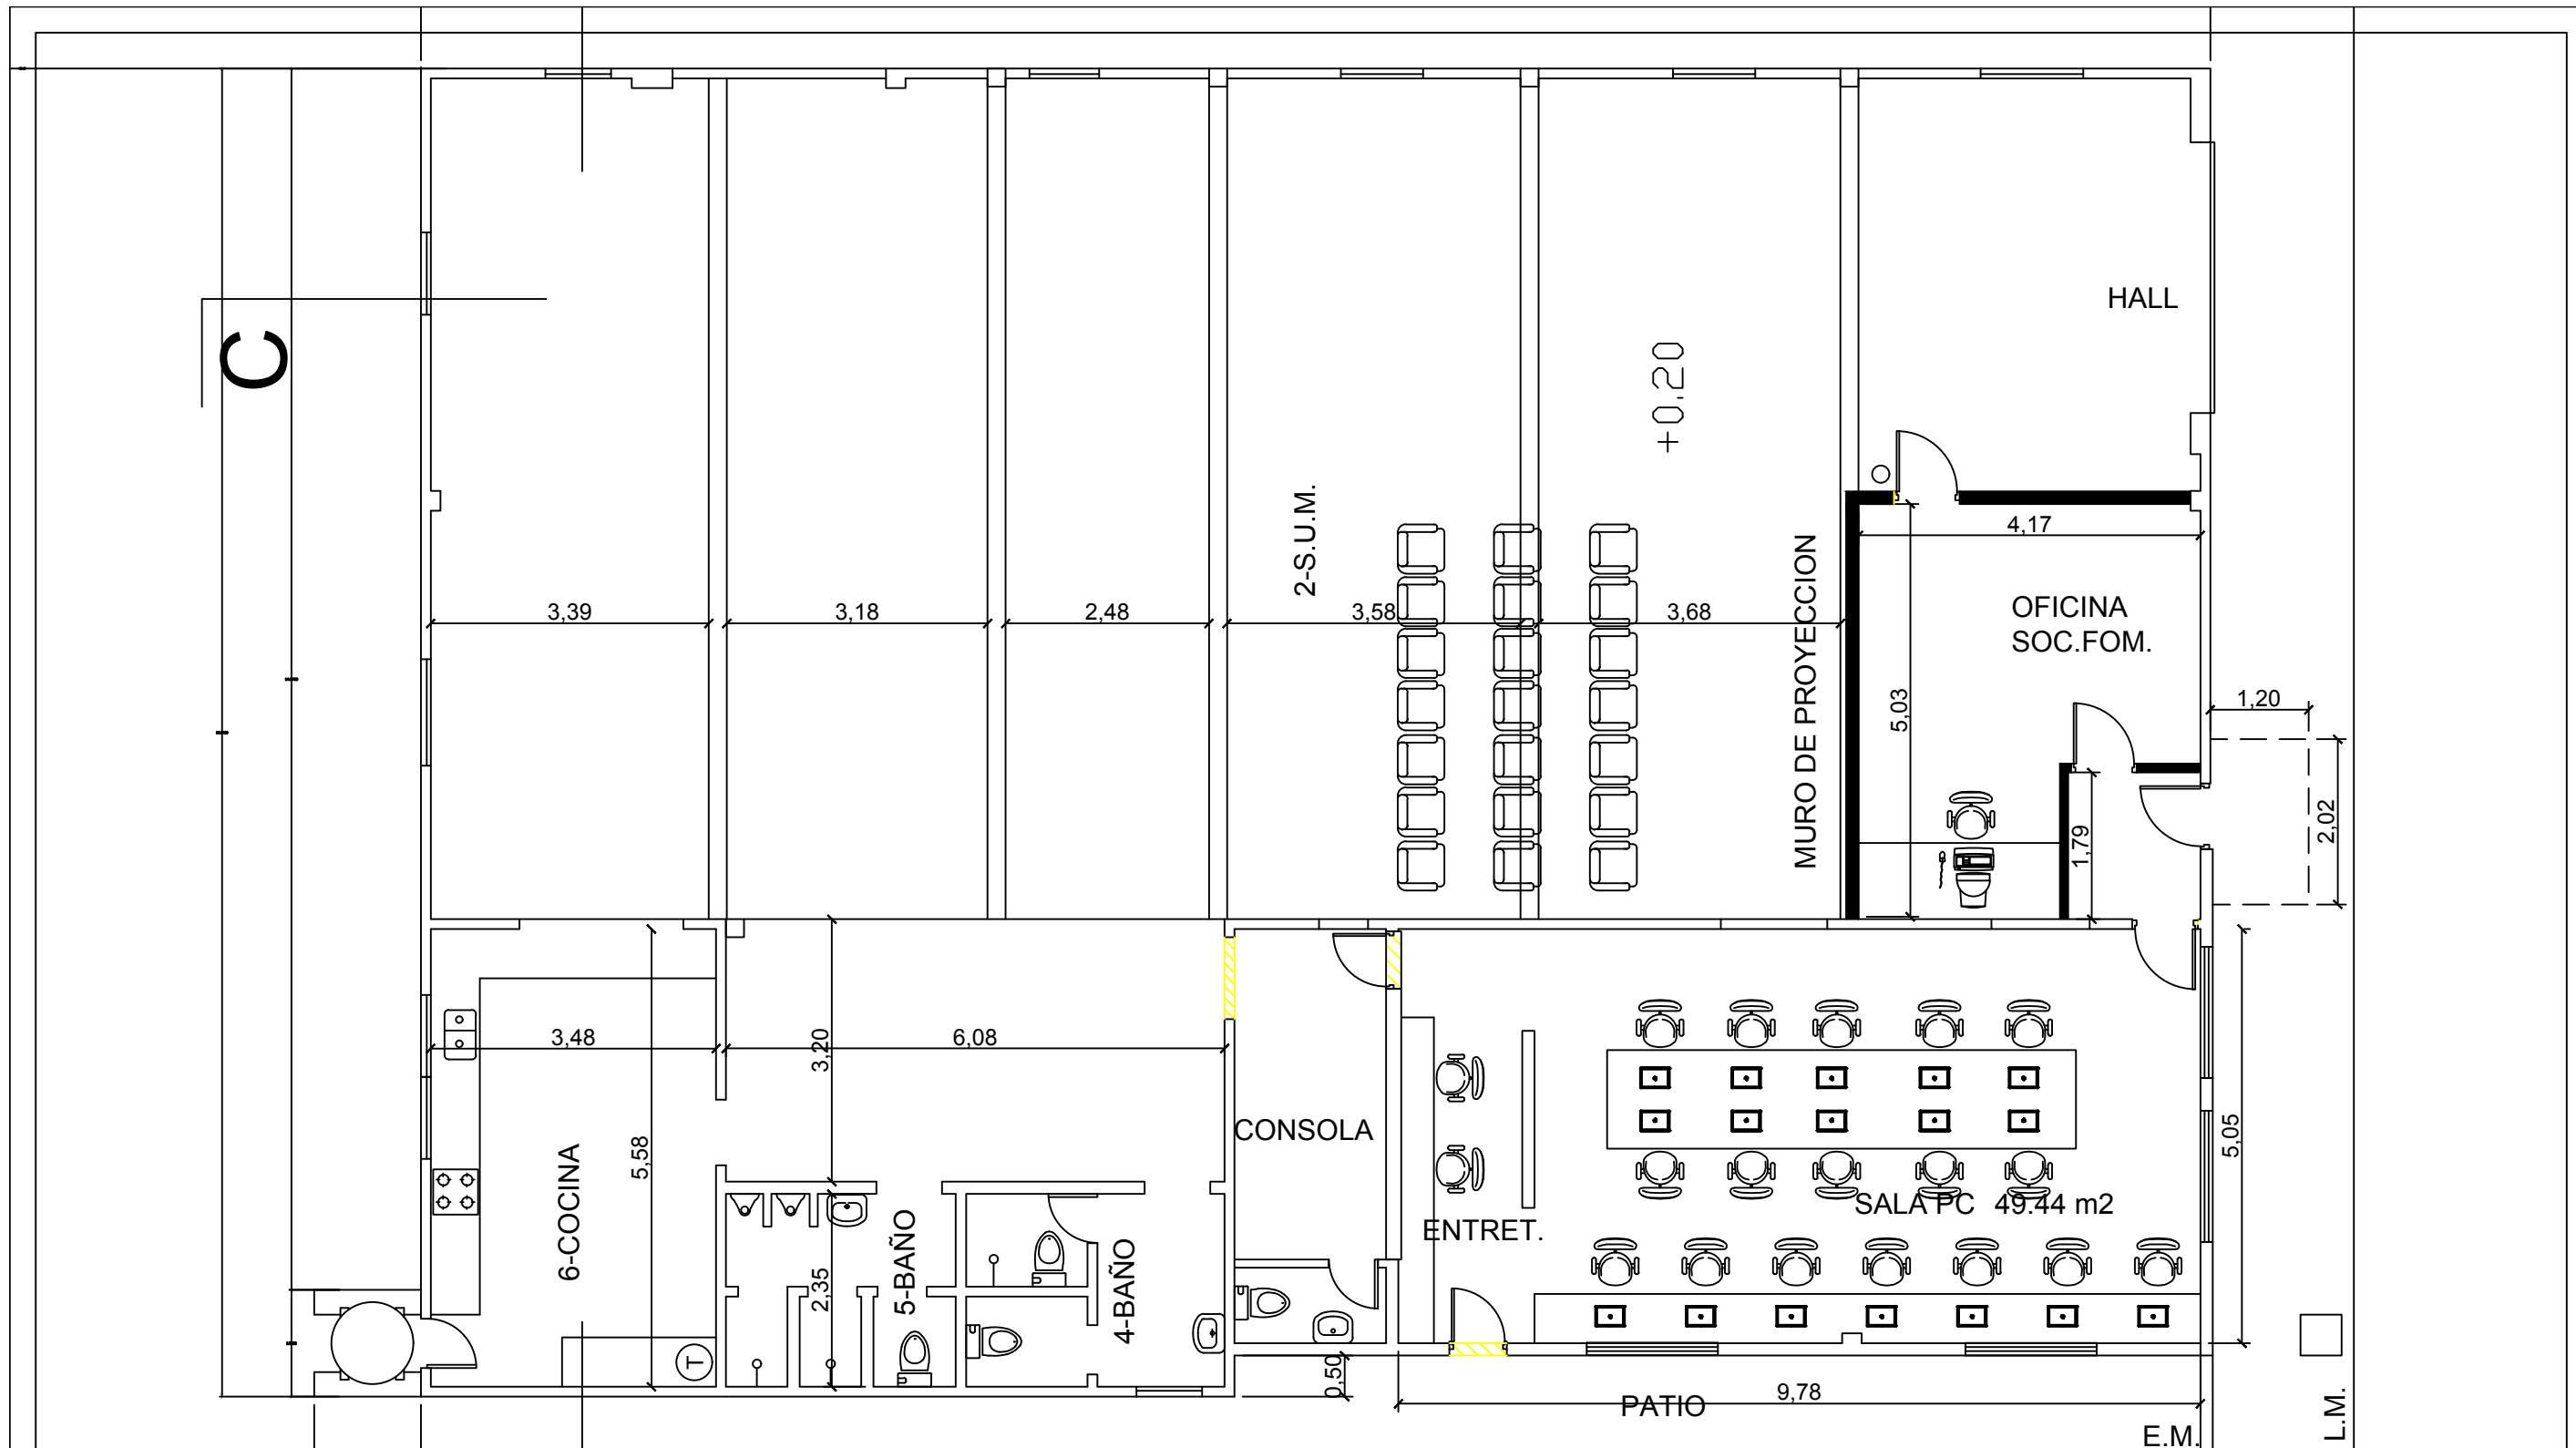 C
HALL
+0.20
2-S.U.M.
MURO DE PROYECCION
4,17
OFICINA
SOC.FOM.
3,39
3,18
2,48
3,58
3,68
5,03
1,20
2,02
1,79
3,48
3,20
6,08
5,58
6-COCINA
CONSOLA
5,05
SALA PC 49.44 m2
ENTRET.
5-BAÑO
4-BAÑO
2,35
T
0,50
9,78
PATIO
E.M.
L.M.